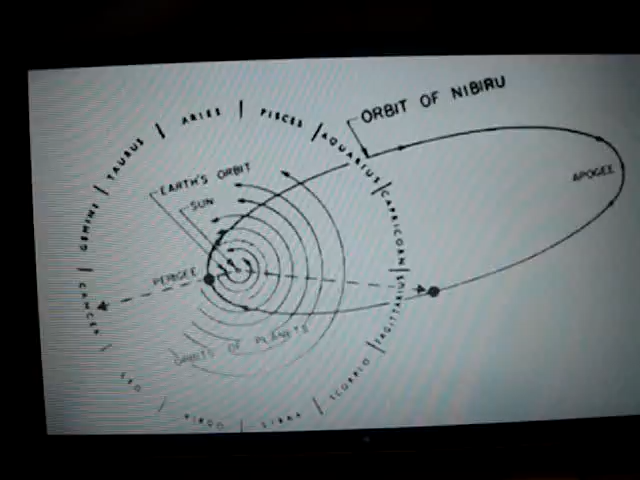 ORBIT OF NIBIRU
ARIES
PISCES
TAURUS
AQUARIUS
EARTH'S ORBIT
SUN
APOGEE
GEMINI
CAPRICORN
PERIGEE
CANCER
SAGITTARIUS
ORBITS OF PLANETS
LEO
SCORPIO
VIRGO
LIBRA